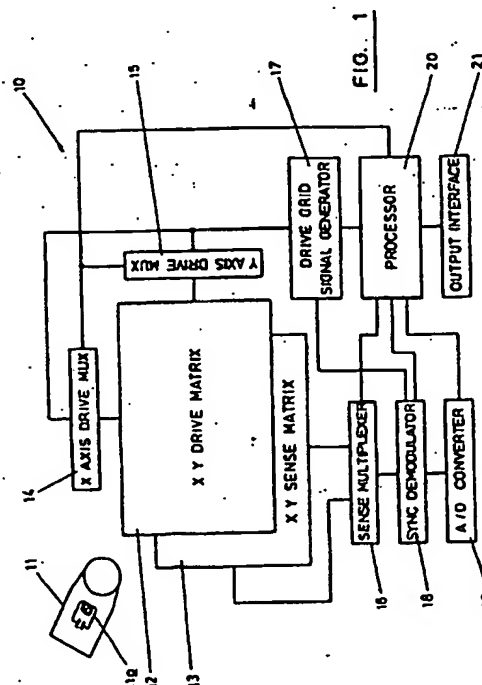 10
FIG. 1
11
14
X AXIS DRIVE MUX
15
Y AXIS DRIVE MUX
X Y DRIVE MATRIX
X Y SENSE MATRIX
12
13
17
DRIVE GRID
SIGNAL GENERATOR
20
PROCESSOR
21
OUTPUT INTERFACE
SENSE MULTIPLEXER
16
SYNC DEMODULATOR
18
A/D CONVERTER